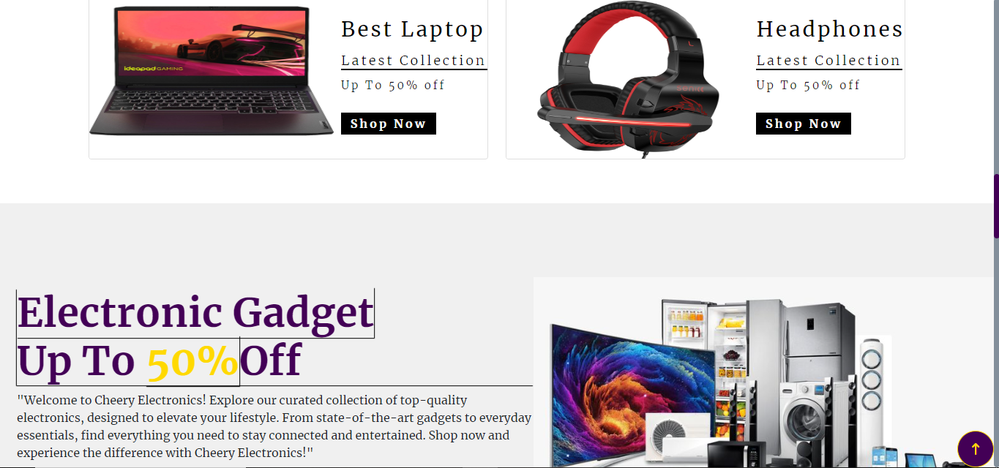 Best Laptop
Latest Collection
Up To 50% off
Shop Now
ideapad GAMING
Headphones
Latest Collection
Up To 50% off
Shop Now
L
Electronic Gadget
Up To 50%Off
"Welcome to Cheery Electronics! Explore our curated collection of top-quality
electronics, designed to elevate your lifestyle. From state-of-the-art gadgets to everyday
essentials, find everything you need to stay connected and entertained. Shop now and
experience the difference with Cheery Electronics!"